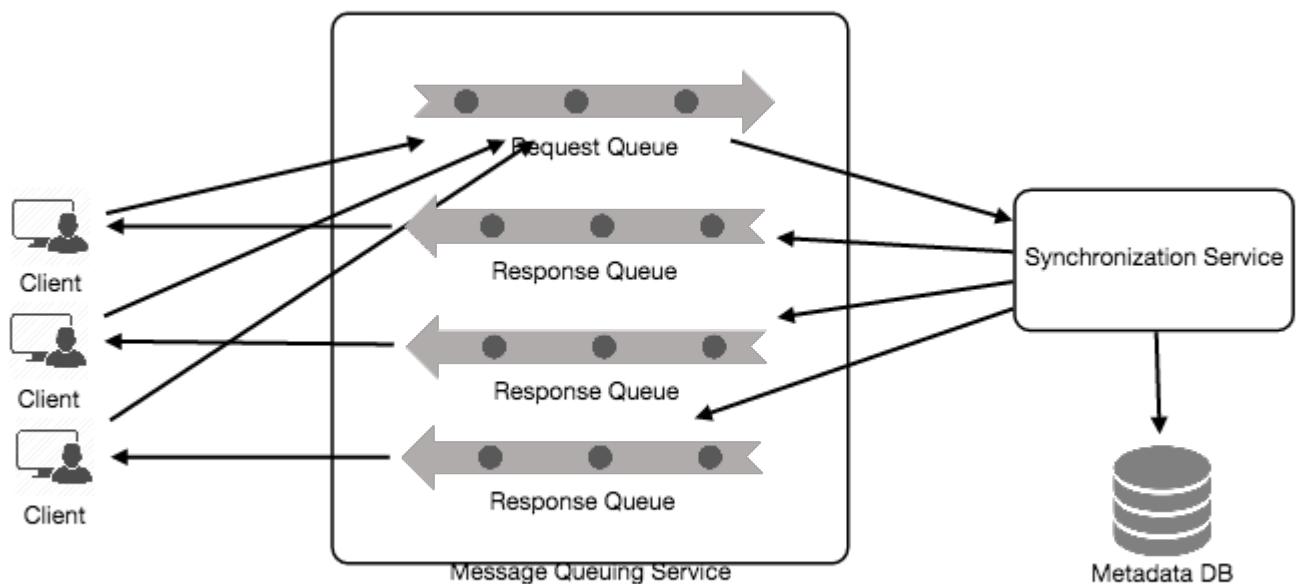 Request Queue
Response Queue
Synchronization Service
Client
Response Queue
Client
Response Queue
Client
Message Queuing Service
Metadata DB